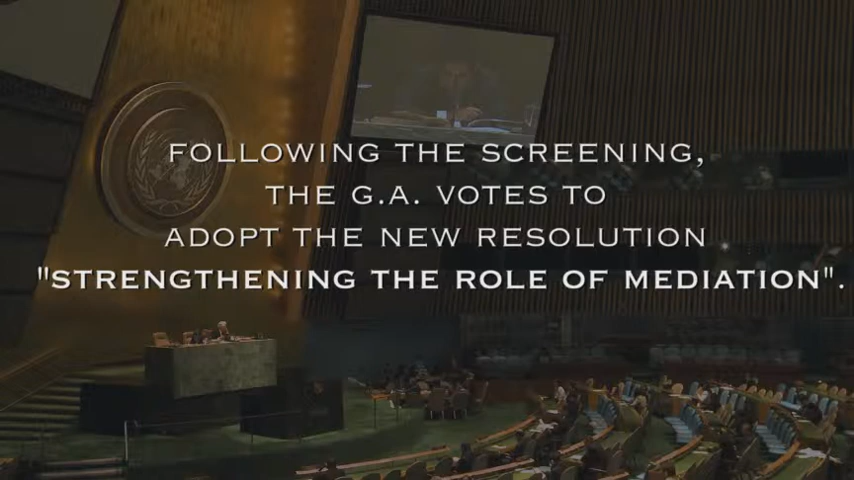 FOLLOWING THE SCREENING,
THE G.A. VOTES TO
ADOPT THE NEW RESOLUTION
"STRENGTHENING THE ROLE OF MEDIATION".